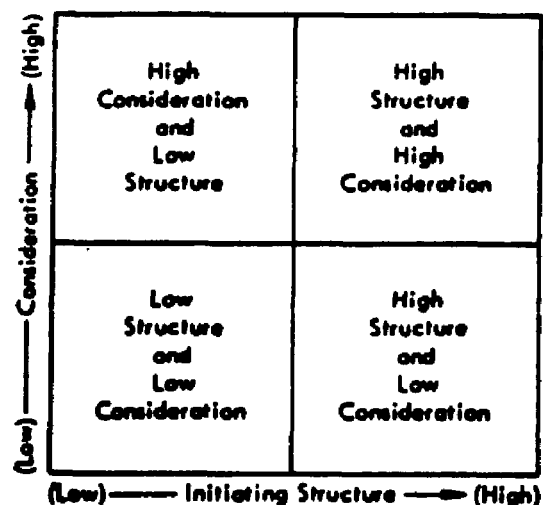 (Low) Consideration (High)
High
Consideration
and
Low
Structure
High
Structure
and
High
Consideration
Low
Structure
and
Low
Consideration
High
Structure
and
Low
Consideration
(Low) Initiating Structure (High)